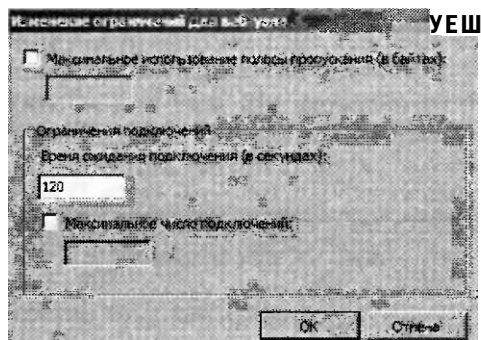 Изменение ограничений для веб-узла УЕШ
Максимальное использование полосы пропускания (в байтах):
Ограничения подключений
Время ожидания подключения (в секундах):
120
Максимальное число подключений:
OK Отмена